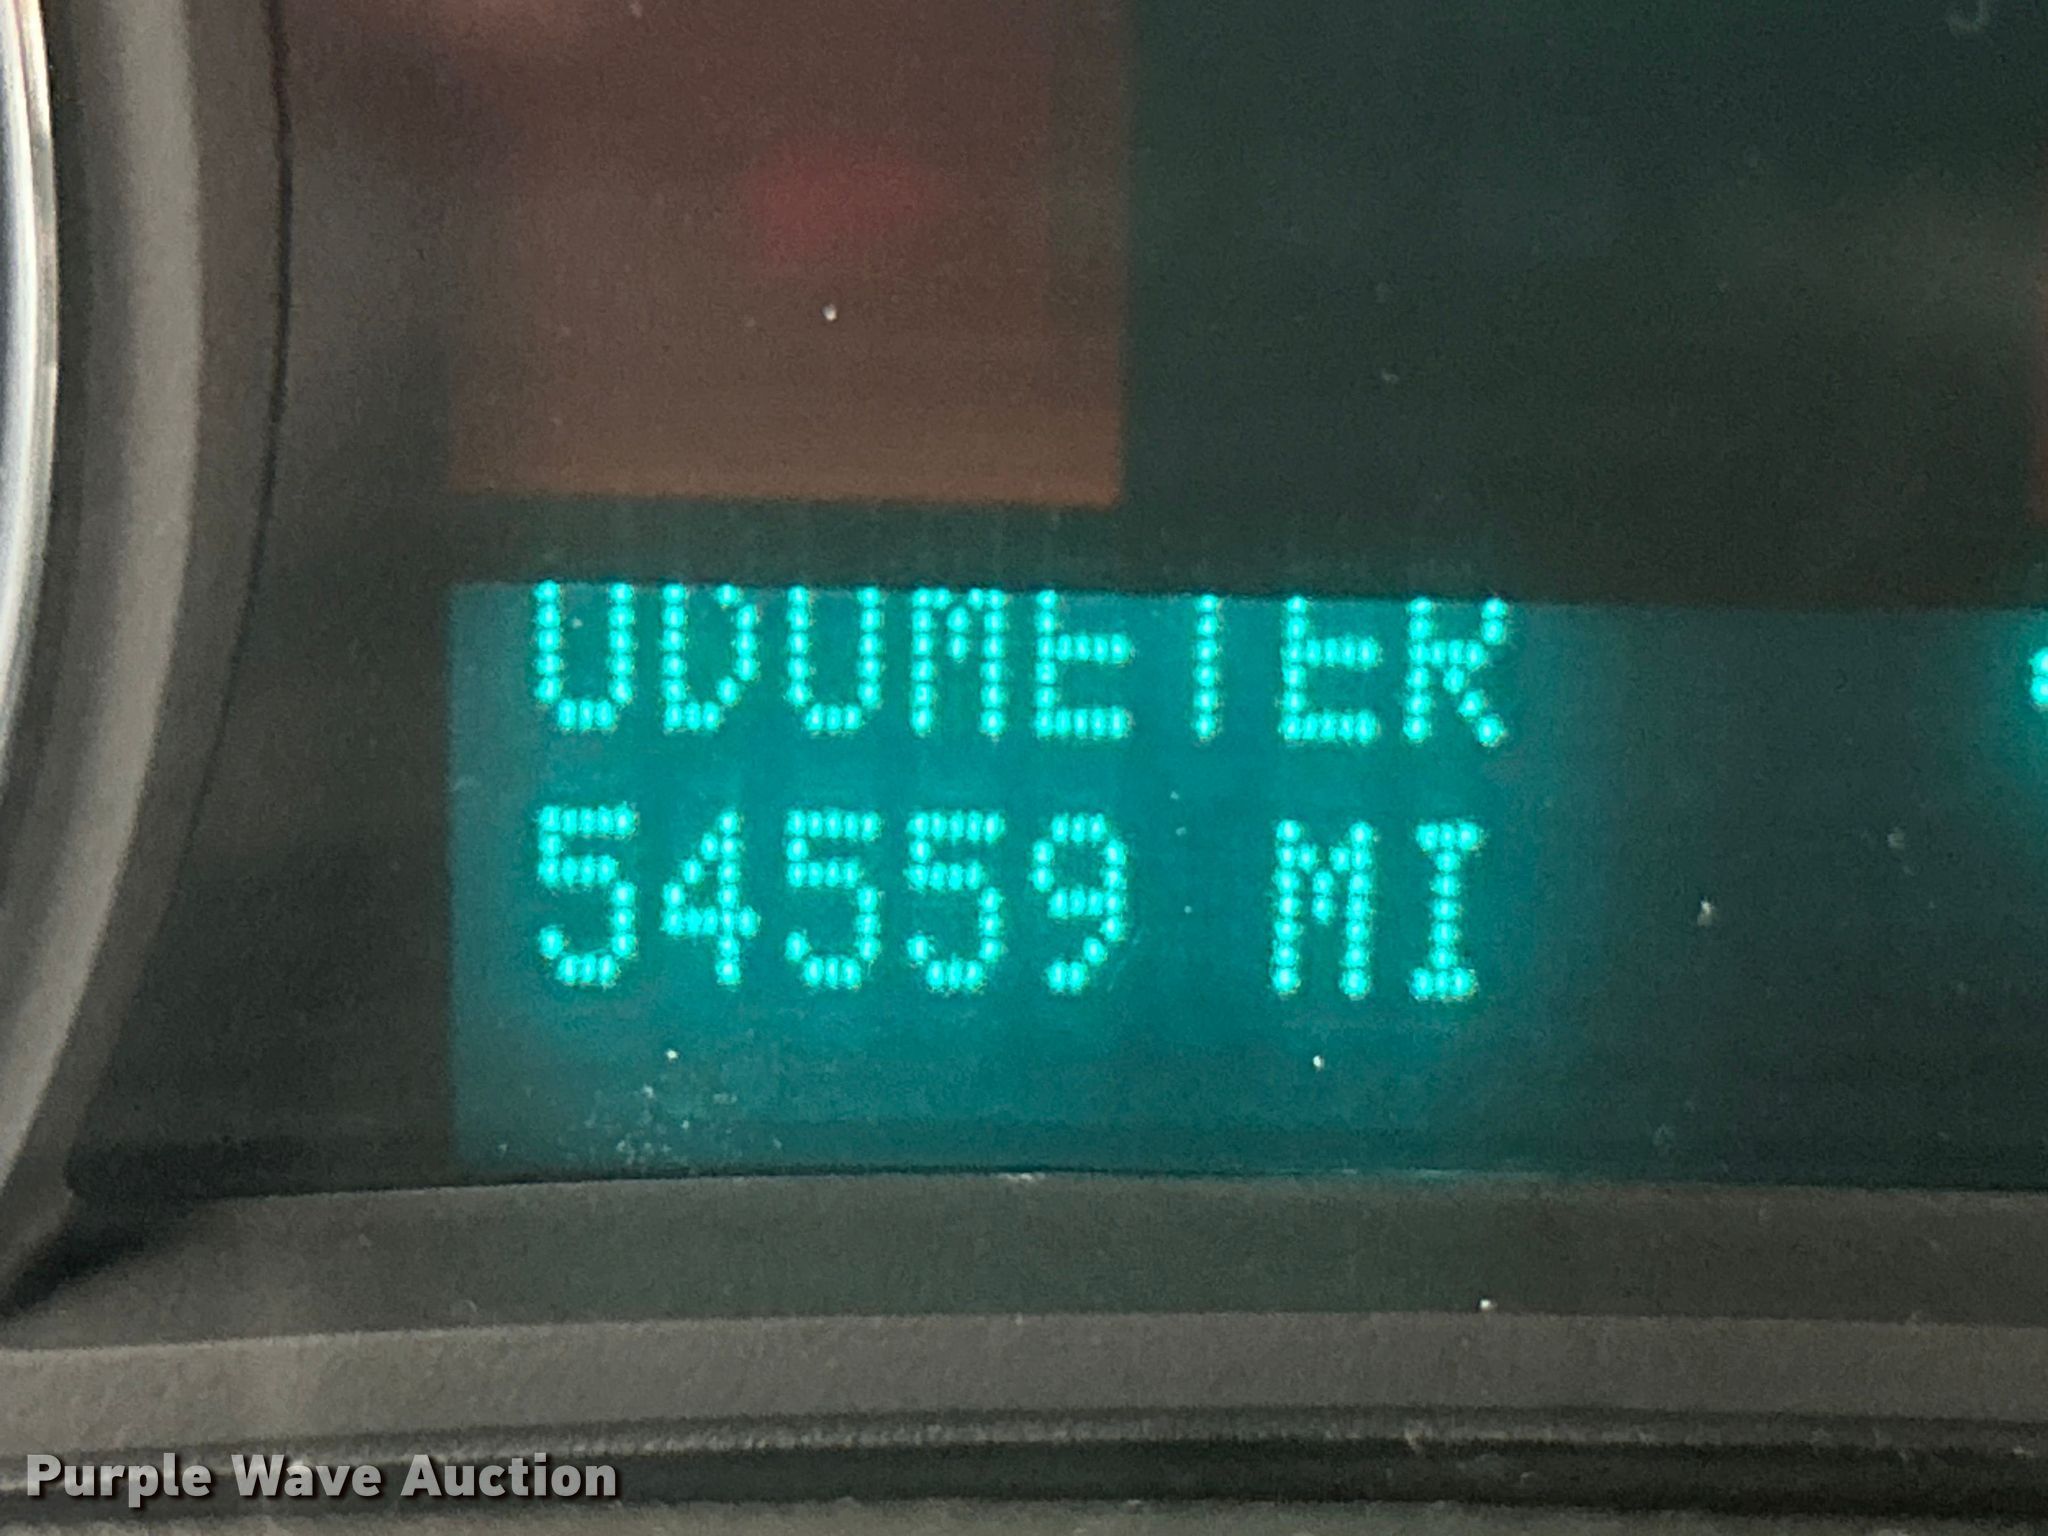 ODOMETER
54559 MI
Purple Wave Auction